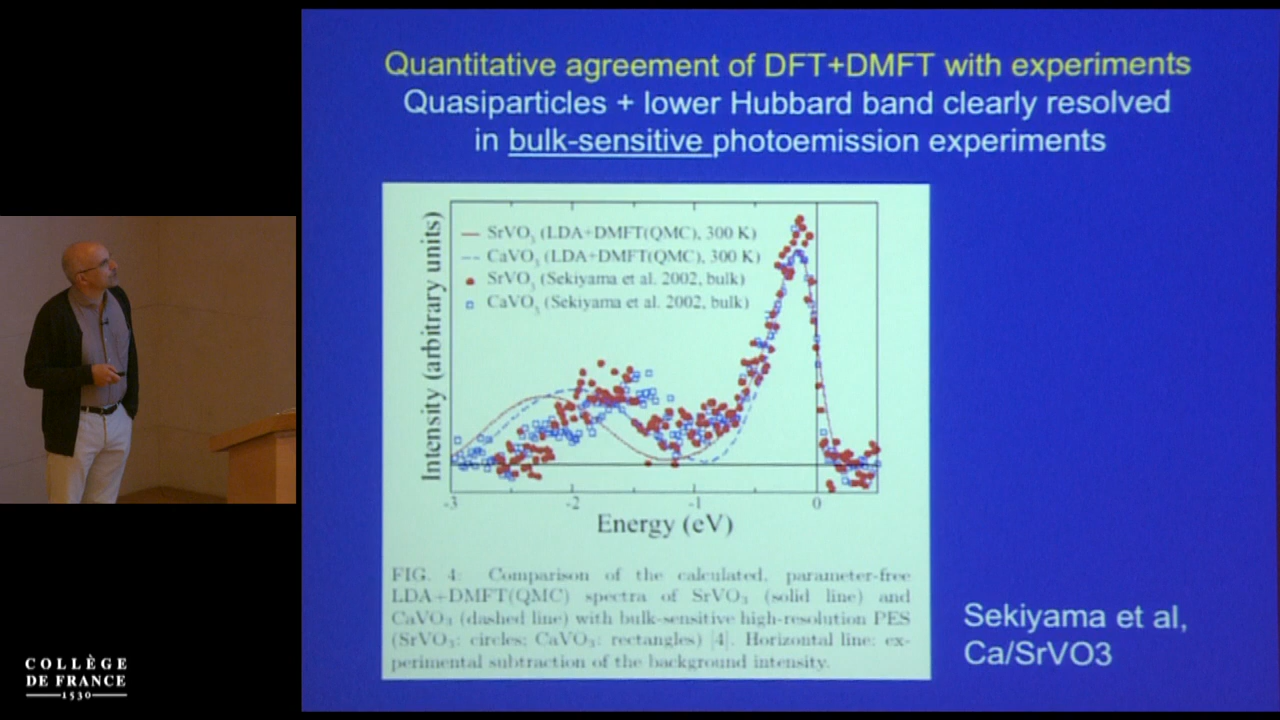 Quantitative agreement of DFT+DMFT with experiments
Quasiparticles + lower Hubbard band clearly resolved
in bulk-sensitive photoemission experiments
Intensity (arbitrary units)
SrVO3 (LDA+DMFT(QMC), 300 K)
CaVO3 (LDA+DMFT(QMC), 300 K)
SrVO3 (Sekiyama et al. 2002, bulk)
CaVO3 (Sekiyama et al. 2002, bulk)
-3 -2 -1 0
Energy (eV)
FIG. 4: Comparison of the calculated, parameter-free
LDA+DMFT(QMC) spectra of SrVO3 (solid line) and
CaVO3 (dashed line) with bulk-sensitive high-resolution PES
(SrVO3: circles; CaVO3: rectangles) [4]. Horizontal line: ex-
perimental subtraction of the background intensity.
Sekiyama et al,
Ca/SrVO3
COLLÈGE
DE FRANCE
1530